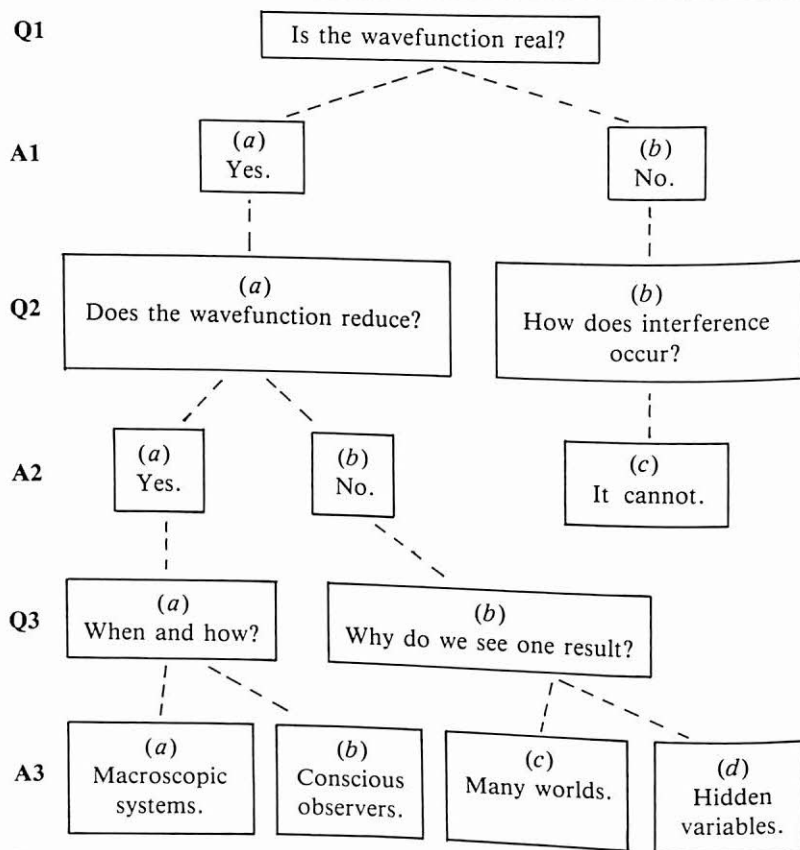 Q1
Is the wavefunction real?
A1
(a)
Yes.
(b)
No.
Q2
(a)
Does the wavefunction reduce?
(b)
How does interference
occur?
A2
(a)
Yes.
(b)
No.
(c)
It cannot.
Q3
(a)
When and how?
(b)
Why do we see one result?
A3
(a)
Macroscopic
systems.
(b)
Conscious
observers.
(c)
Many worlds.
(d)
Hidden
variables.